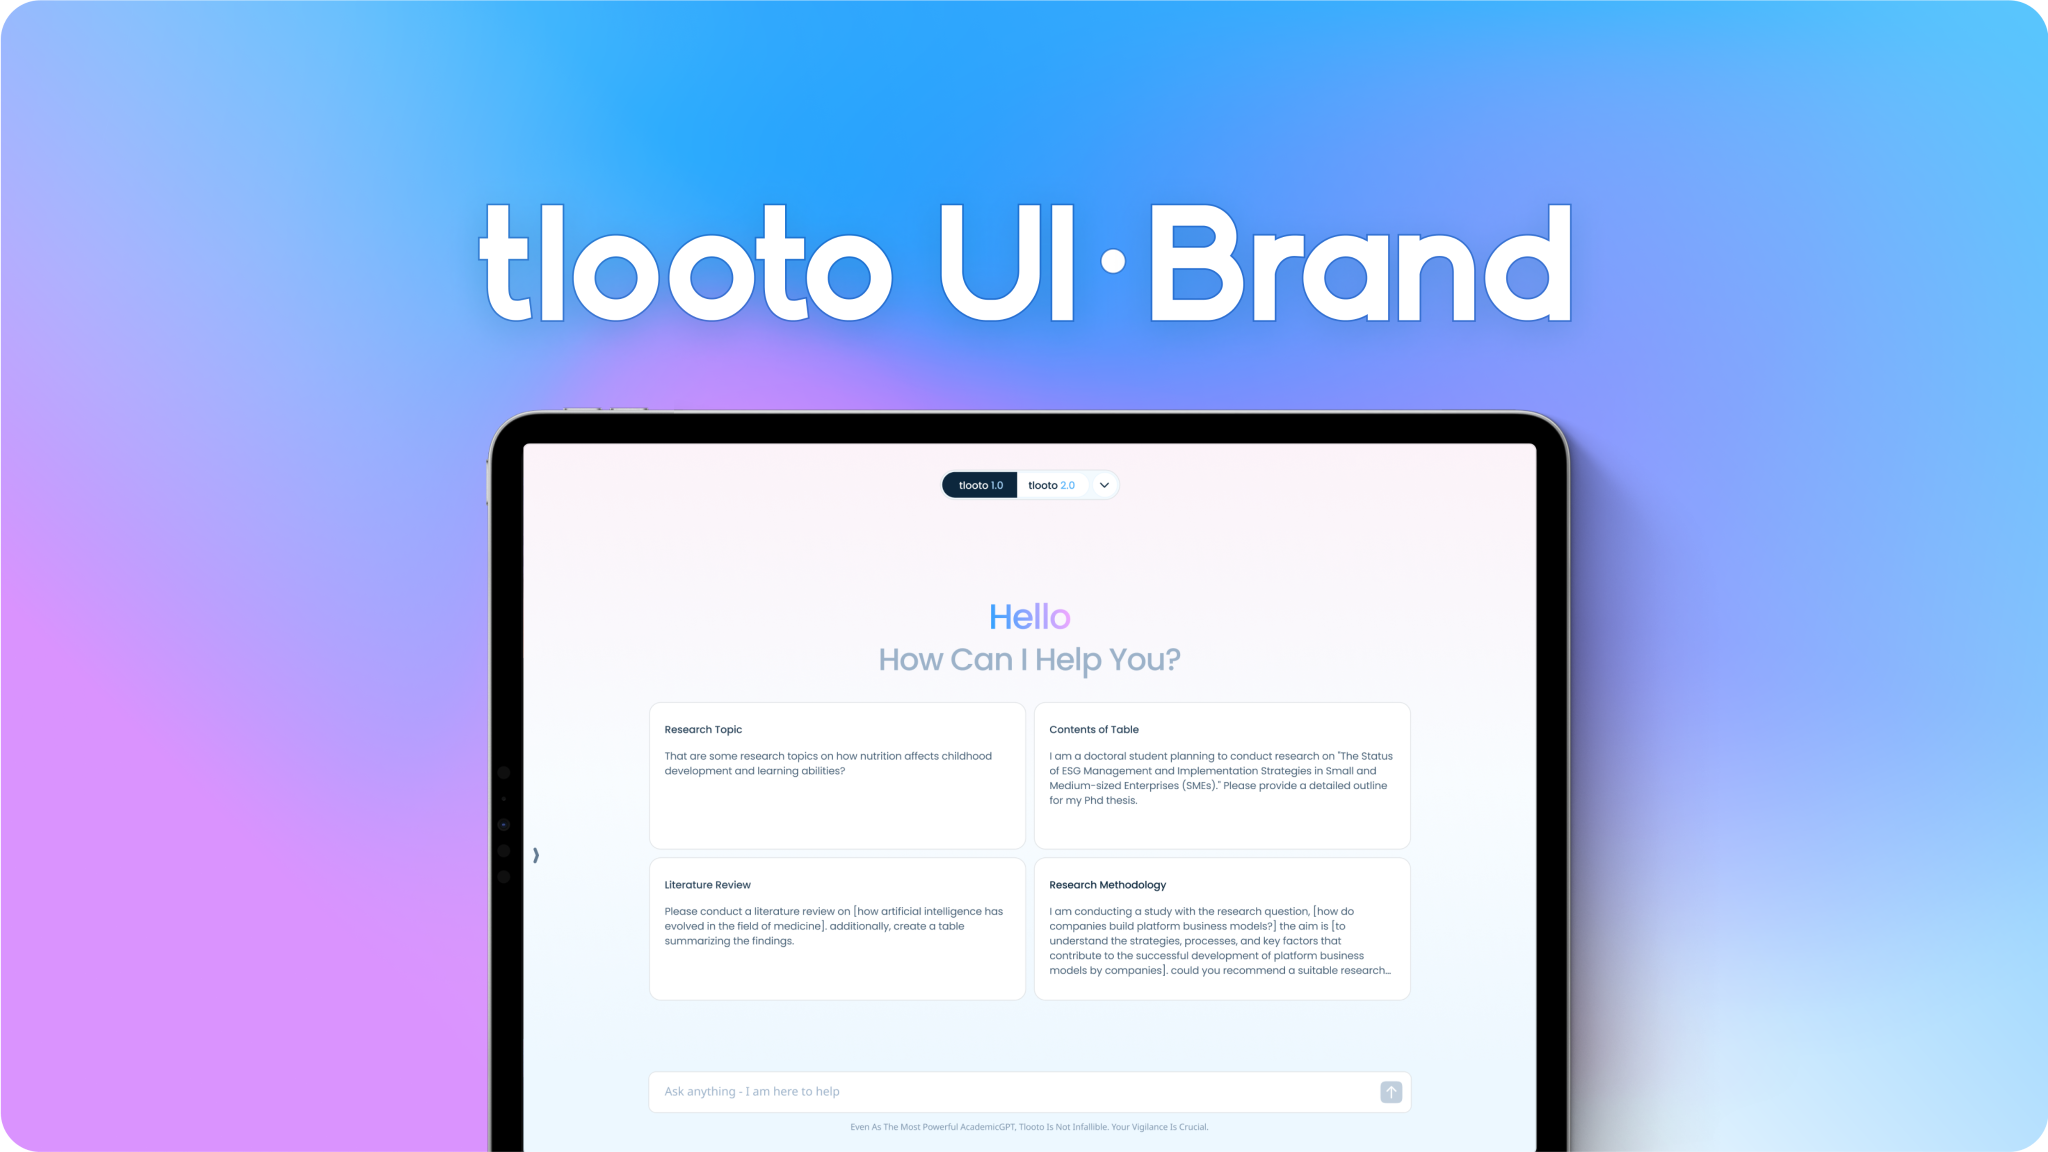 tlooto UI·Brand
tlooto 1.0 tlooto 2.0
Hello
How Can I Help You?
Research Topic
That are some research topics on how nutrition affects childhood
development and learning abilities?
Contents of Table
I am a doctoral student planning to conduct research on "The Status
of ESG Management and Implementation Strategies in Small and
Medium-sized Enterprises (SMEs)." Please provide a detailed outline
for my Phd thesis.
Literature Review
Please conduct a literature review on [how artificial intelligence has
evolved in the field of medicine]. additionally, create a table
summarizing the findings.
Research Methodology
I am conducting a study with the research question, [how do
companies build platform business models?] the aim is [to
understand the strategies, processes, and key factors that
contribute to the successful development of platform business
models by companies]. could you recommend a suitable research...
Ask anything - I am here to help
Even As The Most Powerful AcademicGPT, Tlooto Is Not Infallible. Your Vigilance Is Crucial.